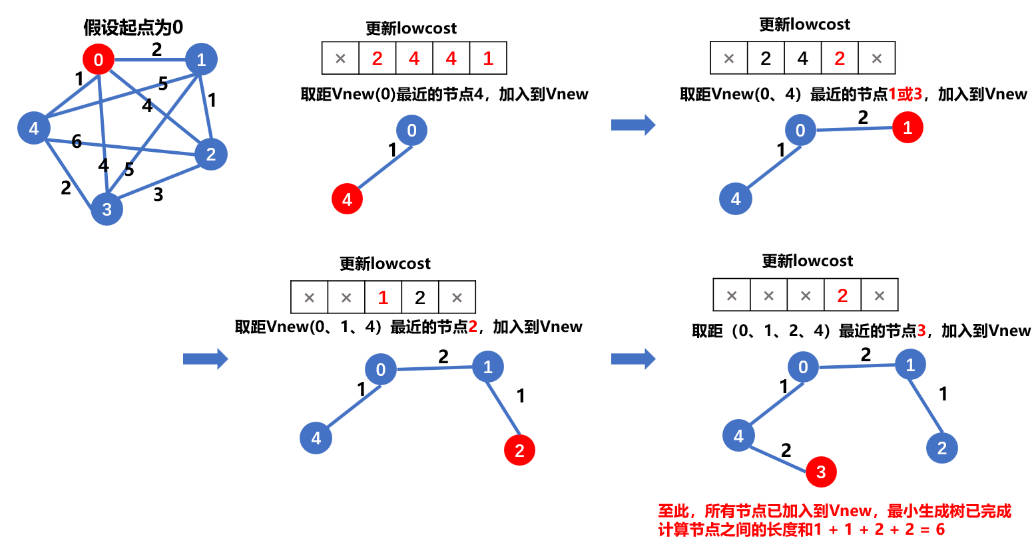 假设起点为0
0
2
1
1
5
4
1
4
6
2
4
5
2
3
3
更新lowcost
× 2 4 4 1
取距Vnew(0)最近的节点4，加入到Vnew
0
1
4
更新lowcost
× 2 4 2 ×
取距Vnew(0、4）最近的节点1或3，加入到Vnew
0
2
1
1
4
更新lowcost
× × 1 2 ×
取距Vnew(0、1、4）最近的节点2，加入到Vnew
0
2
1
1
1
4
2
更新lowcost
× × × 2 ×
取距（0、1、2、4）最近的节点3，加入到Vnew
0
2
1
1
1
4
2
2
3
至此，所有节点已加入到Vnew，最小生成树已完成
计算节点之间的长度和1 + 1 + 2 + 2 = 6